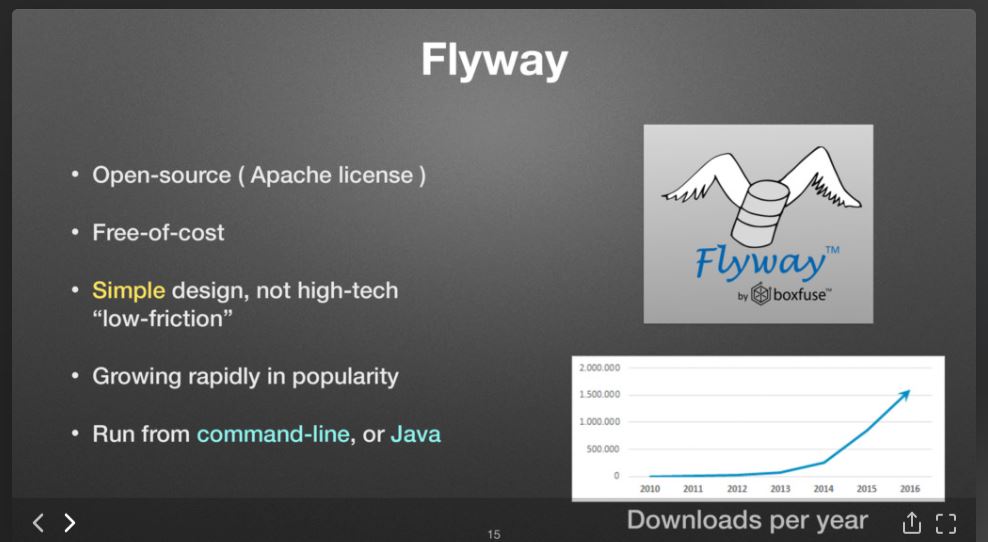 Flyway
• Open-source ( Apache license )
• Free-of-cost
• Simple design, not high-tech
“low-friction”
• Growing rapidly in popularity
• Run from command-line, or Java
Flyway™
by boxfuse™
2.000.000
1.500.000
1.000.000
500.000
0
2010 2011 2012 2013 2014 2015 2016
Downloads per year
15